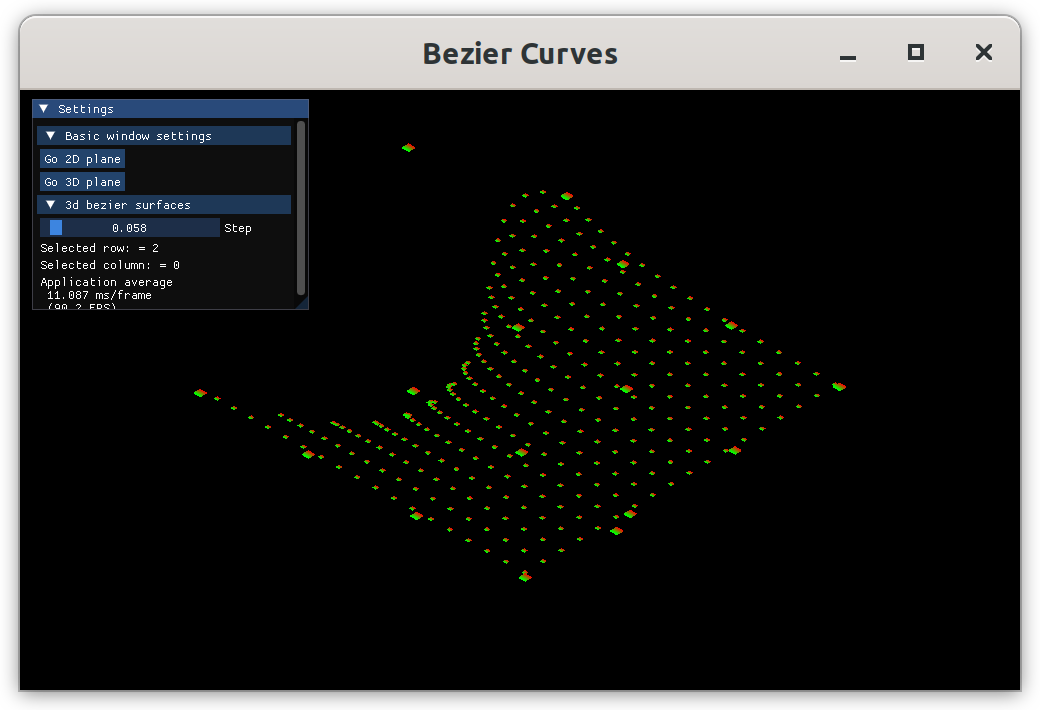 Bezier Curves
Settings
Basic window settings
Go 2D plane
Go 3D plane
3d bezier surfaces
0.058 Step
Selected row: = 2
Selected column: = 0
Application average
11.087 ms/frame
(90.2 FPS)